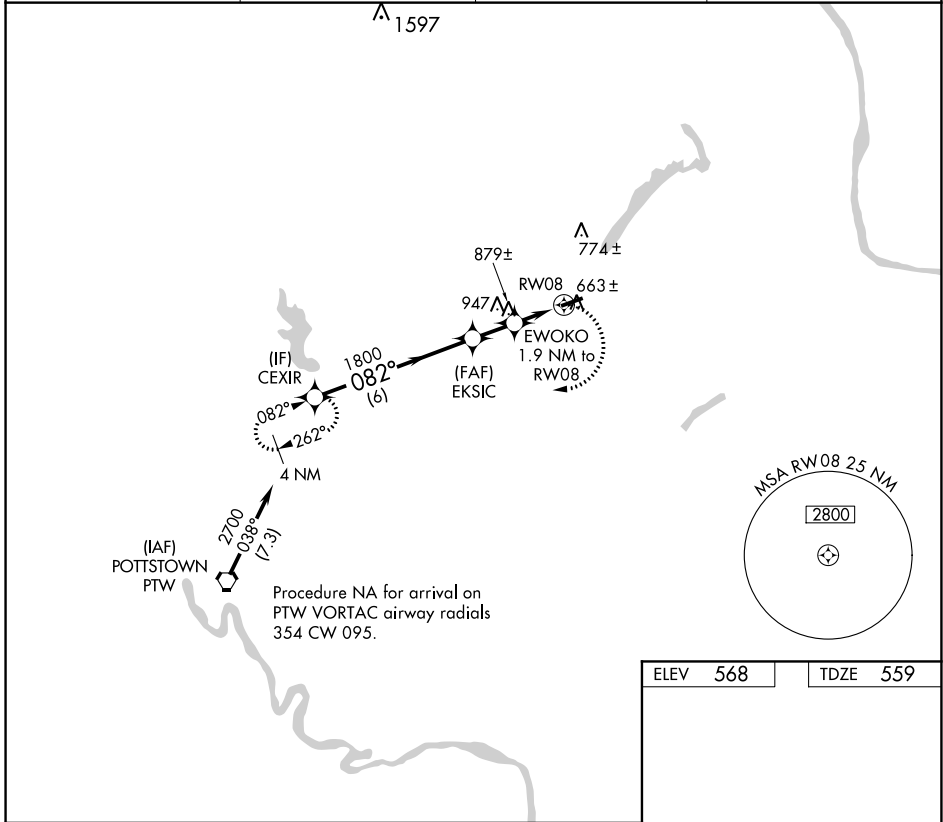 1597
774±
879±
RW08
663±
947
EWOKO
1.9 NM to
RW08
(FAF)
EKSIC
(IF)
CEXIR
1800
082°
(6)
082°
262°
4 NM
2700
038°
(7.3)
(IAF)
POTTSTOWN
PTW
Procedure NA for arrival on
PTW VORTAC airway radials
354 CW 095.
MSA RW08 25 NM
2800
ELEV 568
TDZE 559